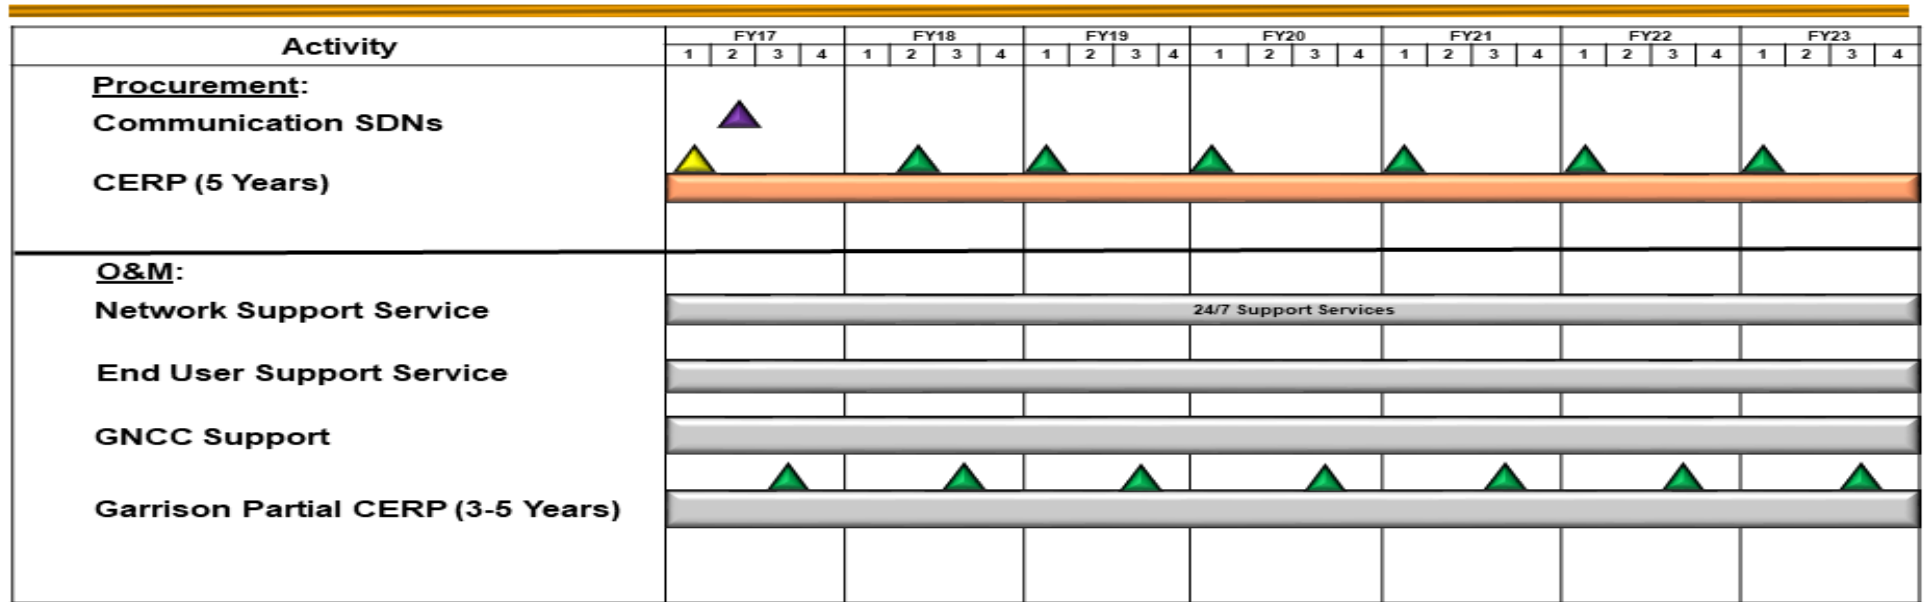 Activity
FY17 FY18 FY19 FY20 FY21 FY22 FY23
1 2 3 4 1 2 3 4 1 2 3 4 1 2 3 4 1 2 3 4 1 2 3 4 1 2 3 4
Procurement:
Communication SDNs
CERP (5 Years)
O&M:
Network Support Service
24/7 Support Services
End User Support Service
GNCC Support
Garrison Partial CERP (3-5 Years)